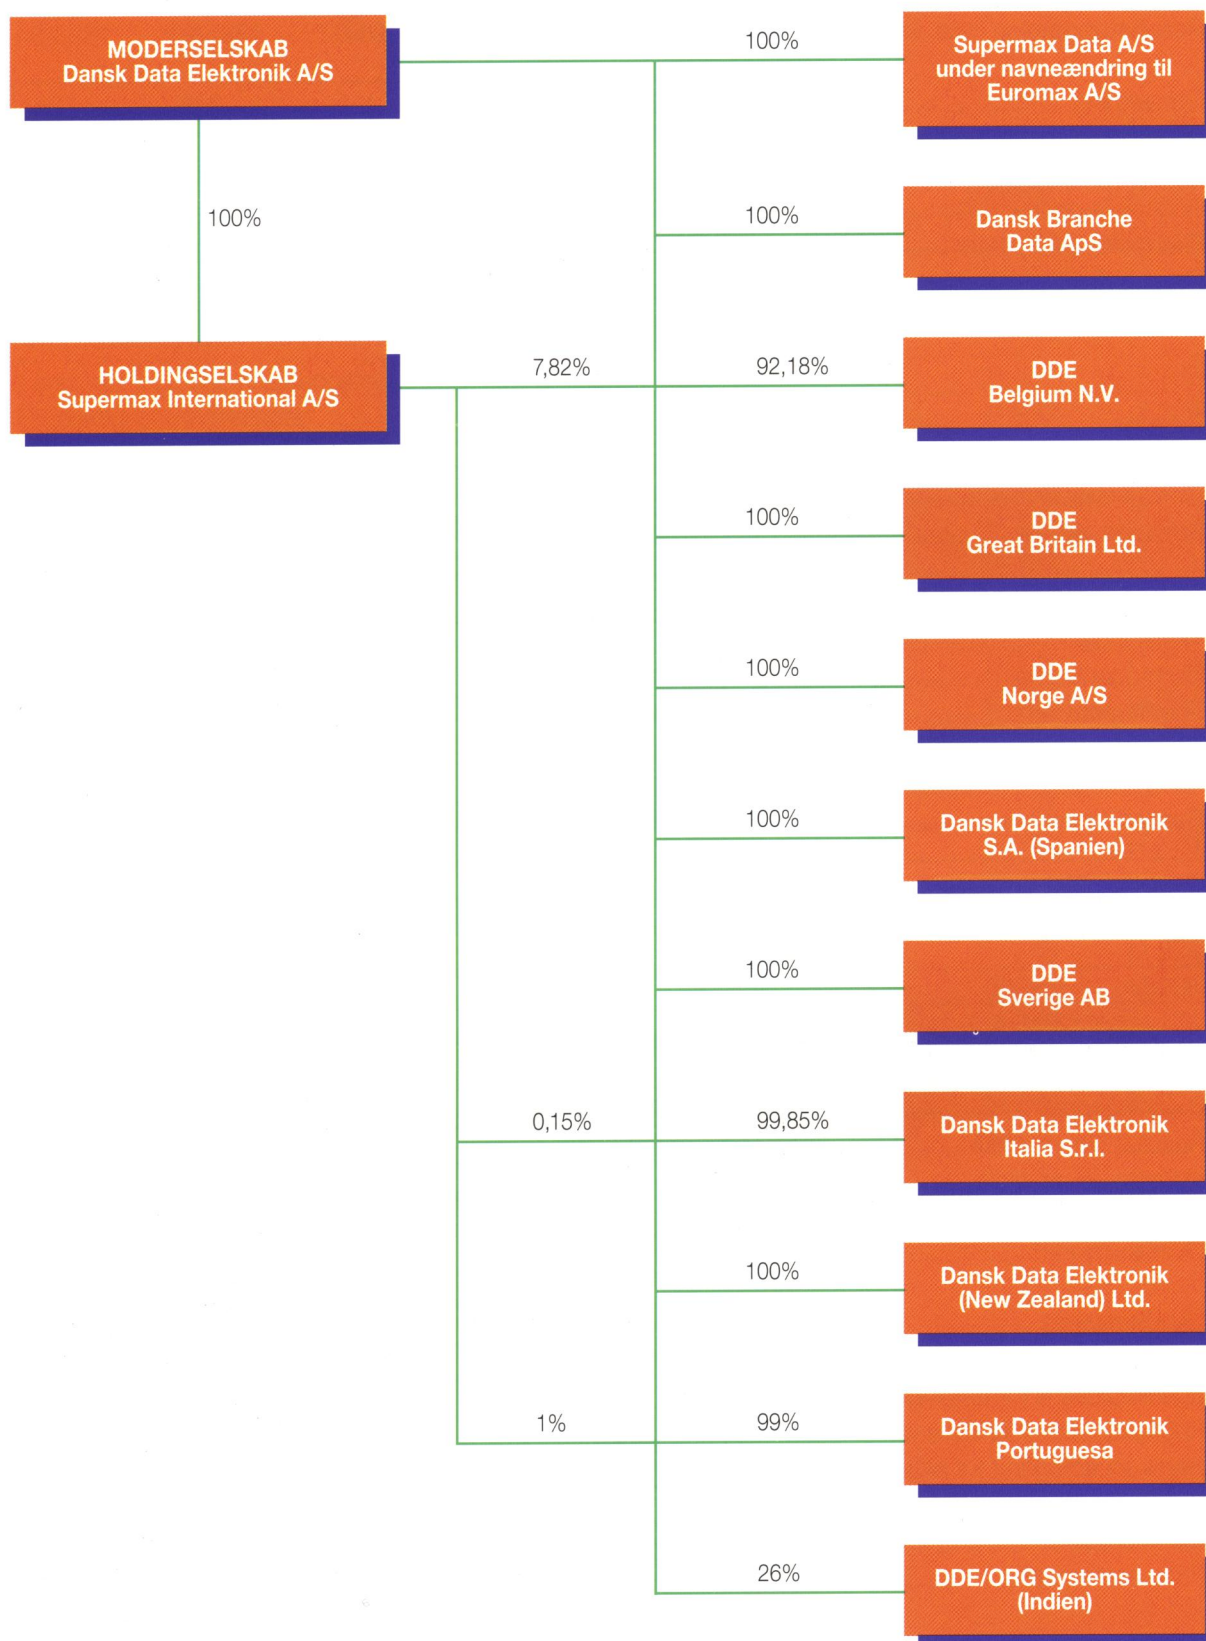 MODERSELSKAB
Dansk Data Elektronik A/S
100%
Supermax Data A/S
under navneændring til
Euromax A/S
100%
100%
Dansk Branche
Data ApS
HOLDINGSELSKAB
Supermax International A/S
7,82%
92,18%
DDE
Belgium N.V.
100%
DDE
Great Britain Ltd.
100%
DDE
Norge A/S
100%
Dansk Data Elektronik
S.A. (Spanien)
100%
DDE
Sverige AB
0,15%
99,85%
Dansk Data Elektronik
Italia S.r.l.
100%
Dansk Data Elektronik
(New Zealand) Ltd.
1%
99%
Dansk Data Elektronik
Portuguesa
26%
DDE/ORG Systems Ltd.
(Indien)